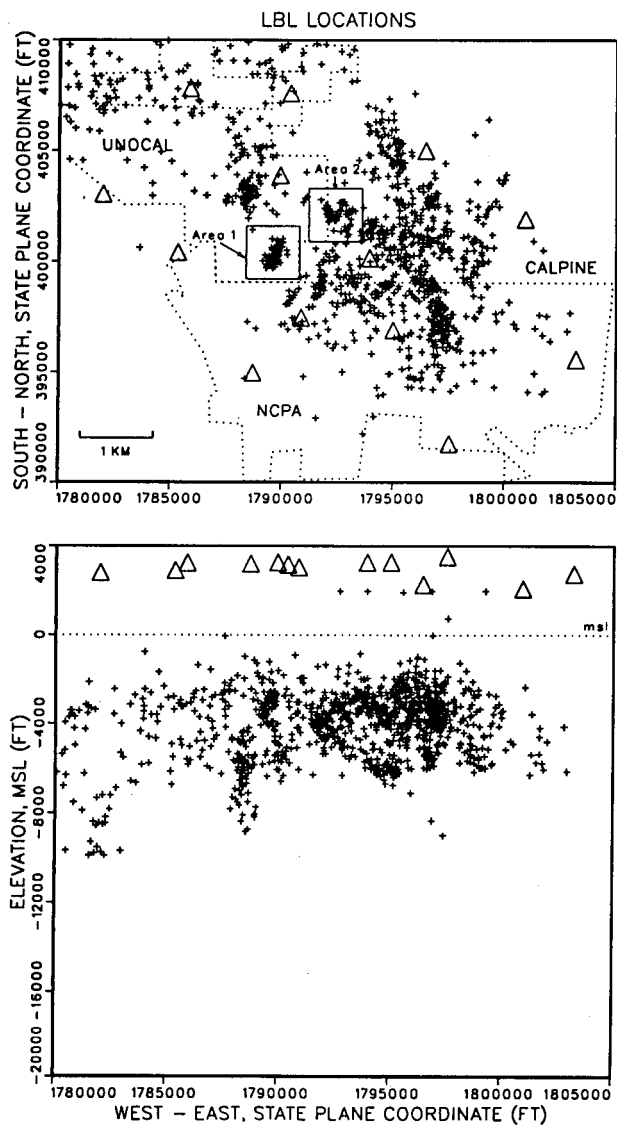 LBL LOCATIONS
SOUTH – NORTH, STATE PLANE COORDINATE (FT)
410000
405000
400000
395000
390000
UNOCAL
Area 2
Area 1
CALPINE
NCPA
1 KM
1780000 1785000 1790000 1795000 1800000 1805000
ELEVATION, MSL (FT)
4000
0
-4000
-8000
-12000
-16000
-20000
msl
1780000 1785000 1790000 1795000 1800000 1805000
WEST – EAST, STATE PLANE COORDINATE (FT)